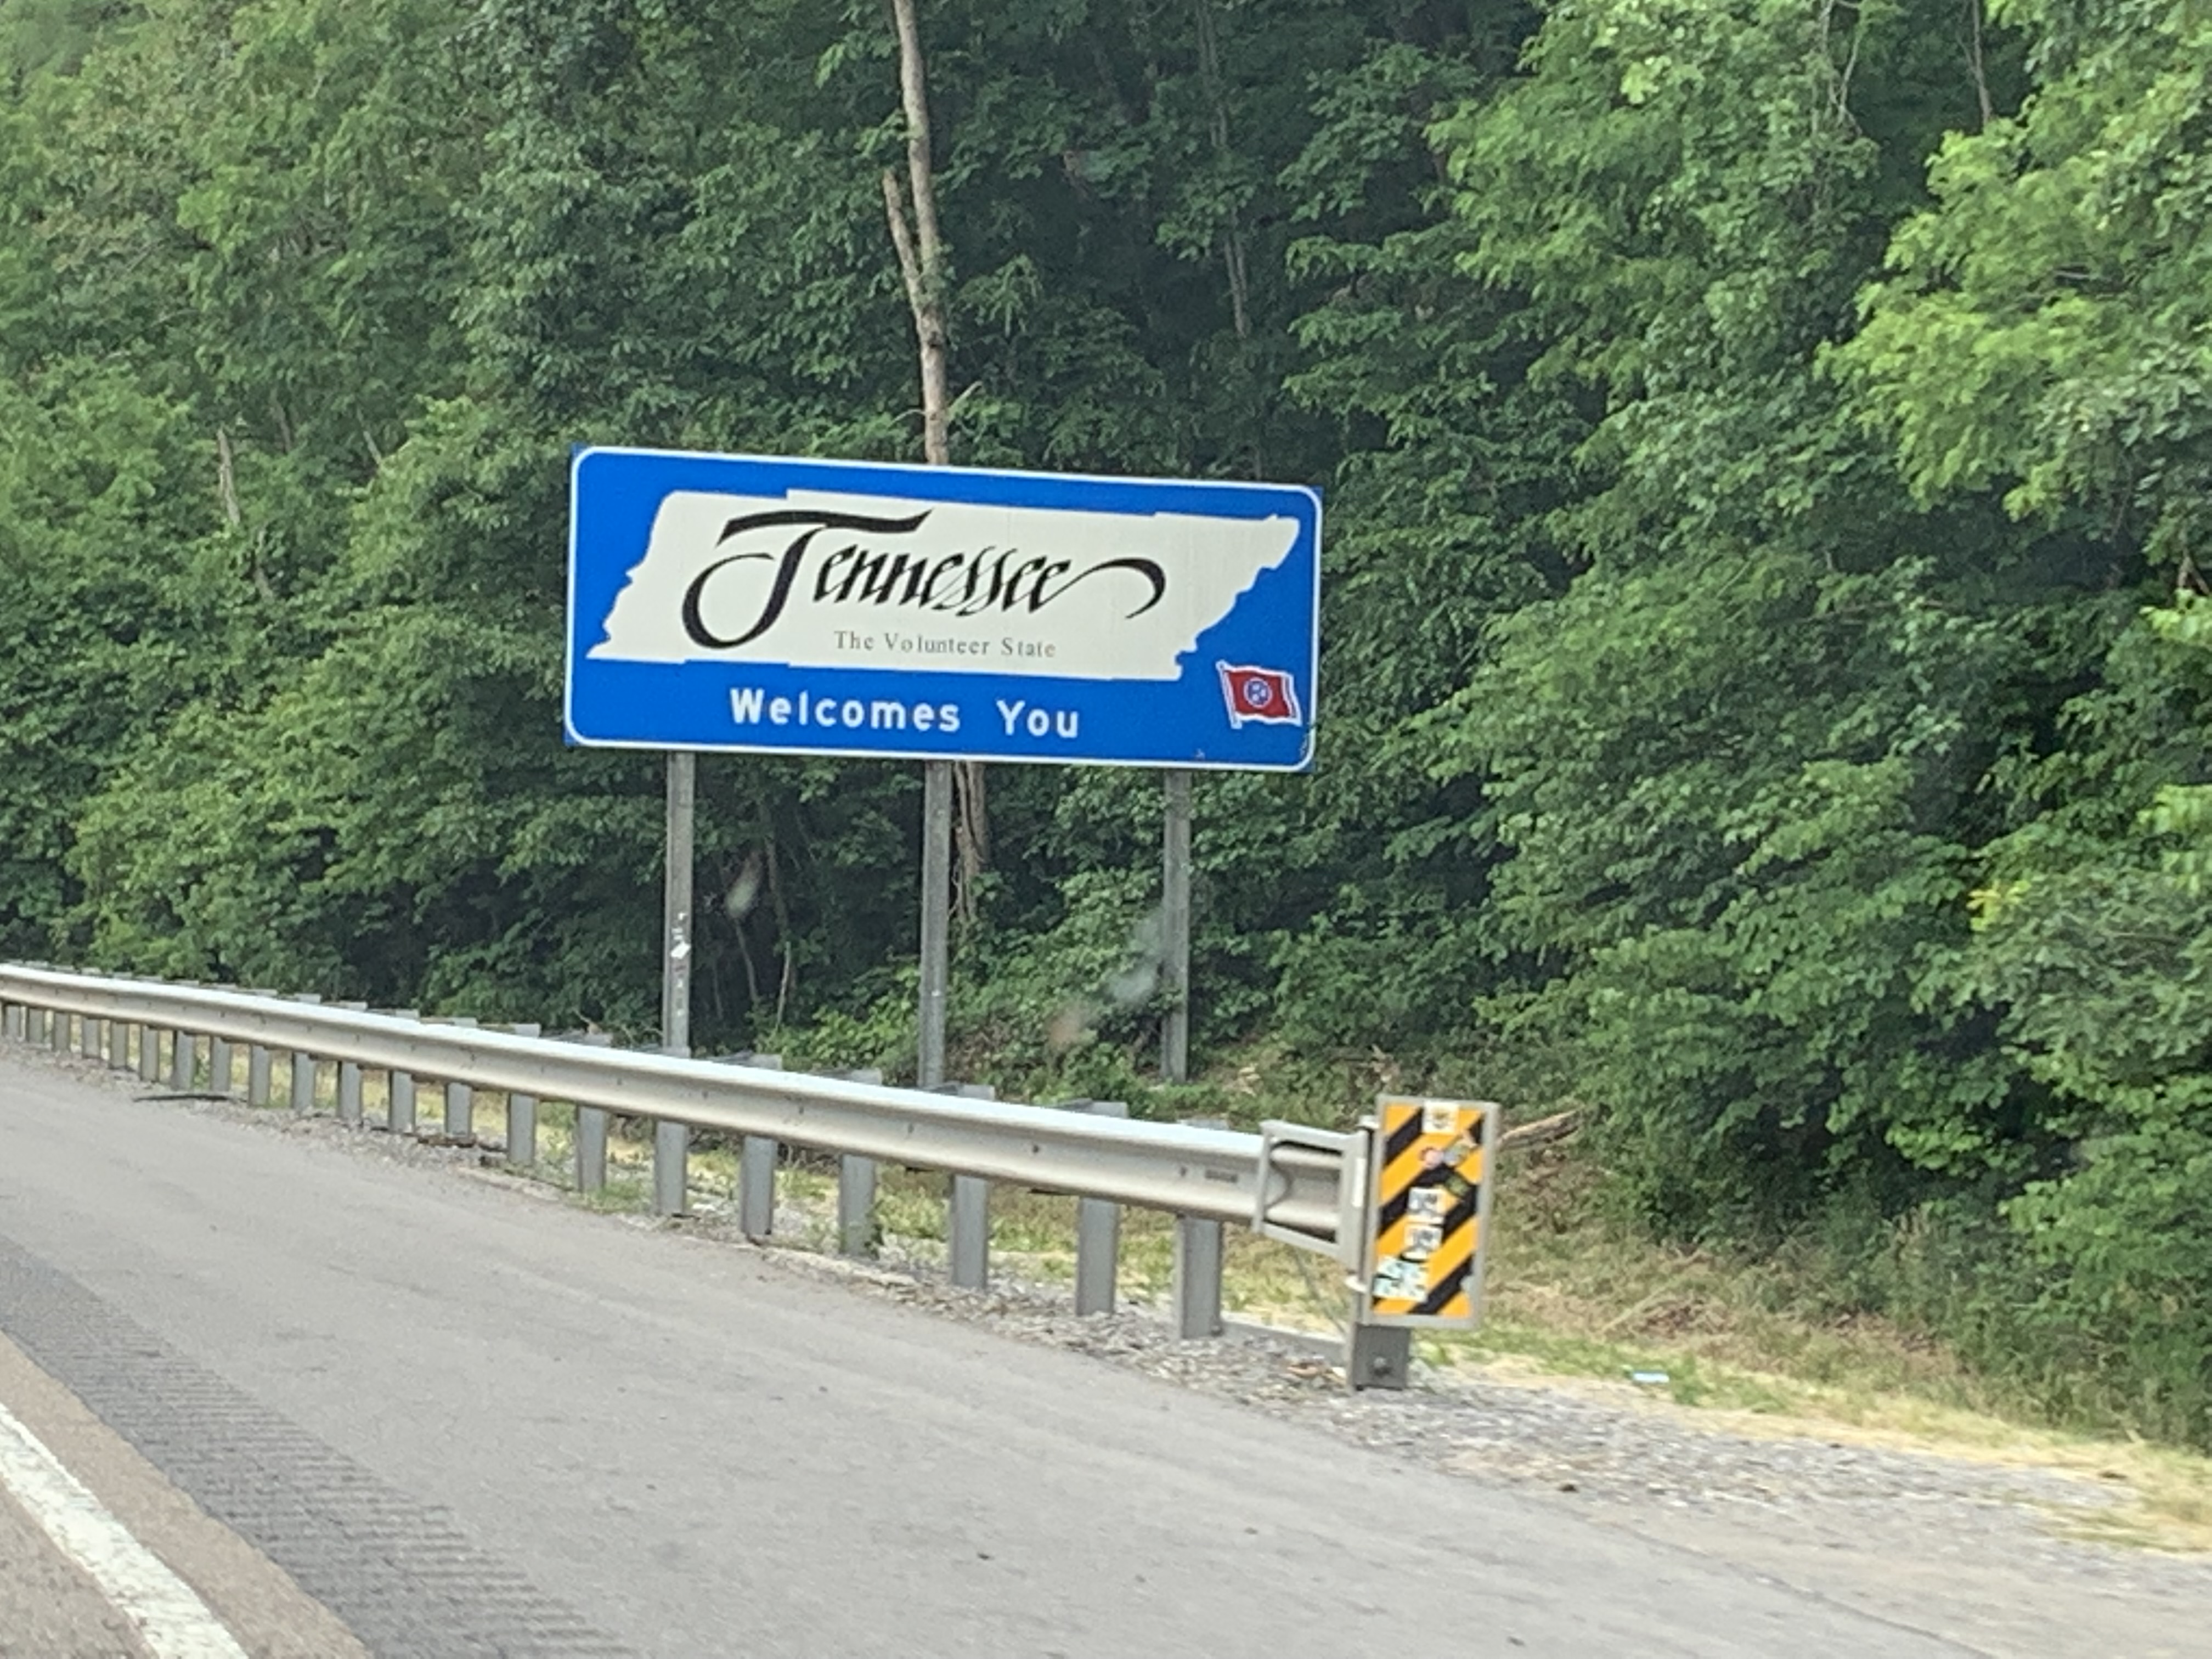 Tennessee
The Volunteer State
Welcomes You